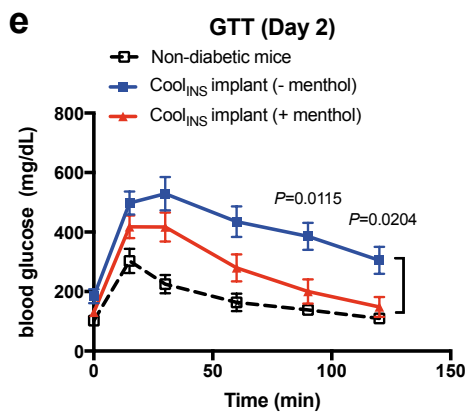 e
GTT (Day 2)
Non-diabetic mice
CoolINS implant (- menthol)
CoolINS implant (+ menthol)
blood glucose (mg/dL)
800
600
400
200
0
P=0.0115
P=0.0204
0
50
100
150
Time (min)